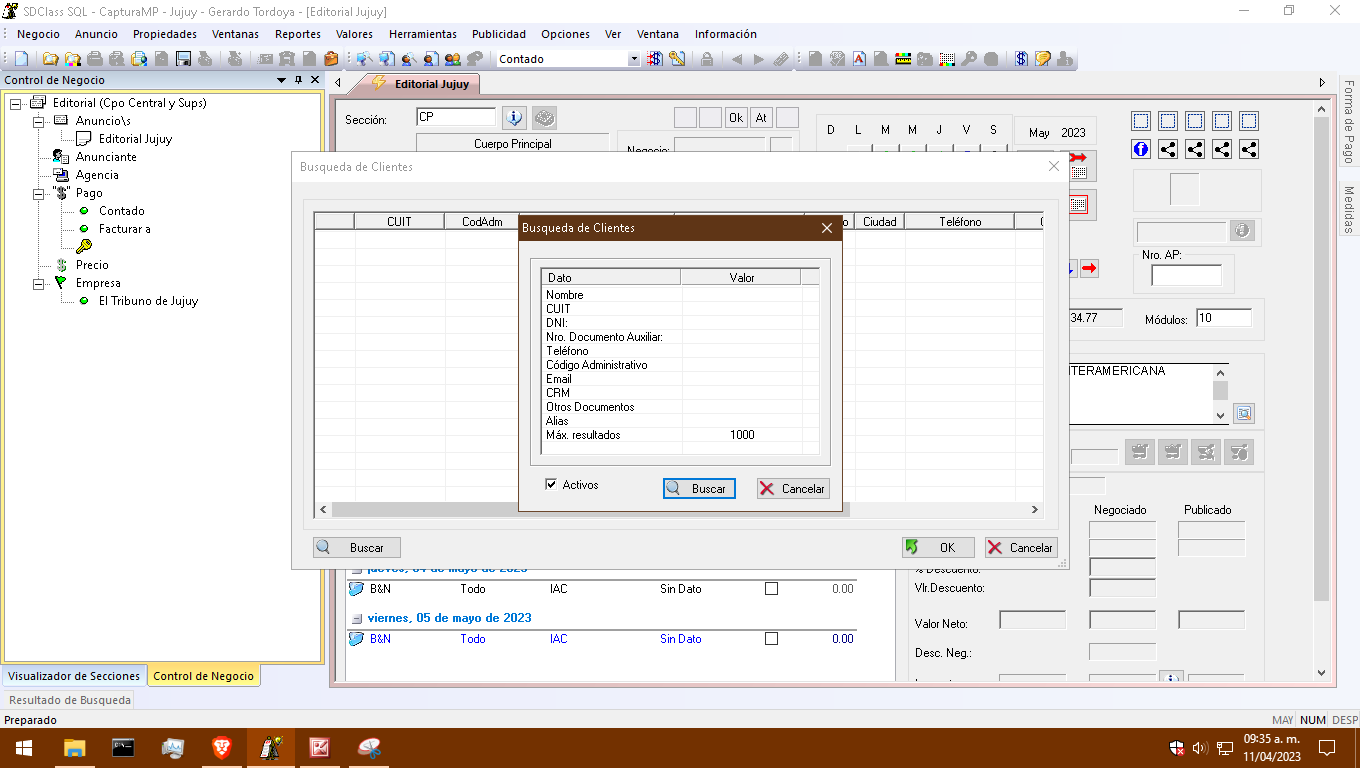 SDClass SQL - CapturaMP - Jujuy - Gerardo Tordoya - [Editorial Jujuy]
Negocio Anuncio Propiedades Ventanas Reportes Valores Herramientas Publicidad Opciones Ver Ventana Información
Contado
Control de Negocio
Editorial (Cpo Central y Sups)
Anuncio\s
Editorial Jujuy
Anunciante
Agencia
"$" Pago
Contado
Facturar a
Precio
Empresa
El Tribuno de Jujuy
Visualizador de Secciones
Control de Negocio
Resultado de Busqueda
Preparado
Editorial Jujuy
Sección:
CP
Cuerpo Principal
Ok At
Negocio:
D L M M J V S
May 2023
Forma de Pago
Medidas
Nro. AP:
34.77
Módulos: 10
NTERAMERICANA
Negociado Publicado
% Descuento:
Vlr.Descuento:
Valor Neto:
Desc. Neg.:
Busqueda de Clientes
CUIT CodAdm Ciudad Teléfono
Buscar
OK
Cancelar
Busqueda de Clientes
Dato Valor
Nombre
CUIT
DNI:
Nro. Documento Auxiliar:
Teléfono
Código Administrativo
Email
CRM
Otros Documentos
Alias
Máx. resultados 1000
Activos
Buscar
Cancelar
jueves, 04 de mayo de 2023
B&N Todo IAC Sin Dato 0.00
viernes, 05 de mayo de 2023
B&N Todo IAC Sin Dato 0.00
MAY NUM DESP
09:35 a. m.
11/04/2023